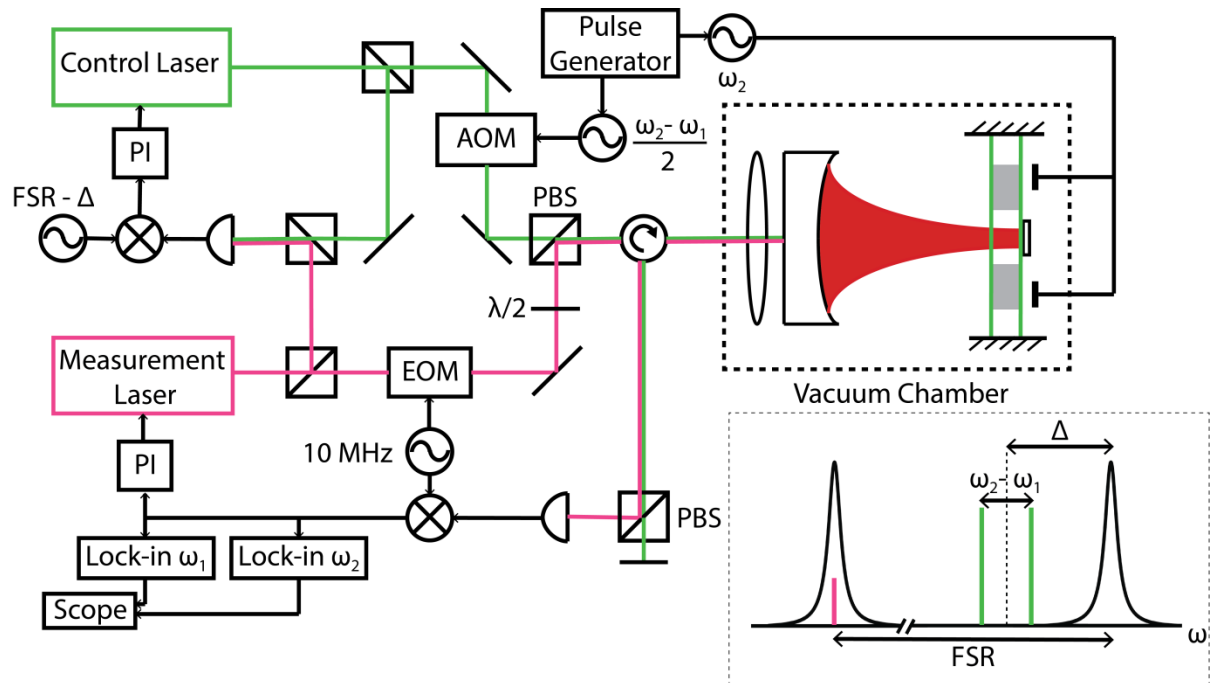 Control Laser
Pulse
Generator
ω₂
PI
AOM
ω₂- ω₁
2
FSR - Δ
PBS
λ/2
Measurement
Laser
EOM
Vacuum Chamber
10 MHz
PI
PBS
Lock-in ω₁
Lock-in ω₂
Scope
Δ
ω₂- ω₁
ω
FSR